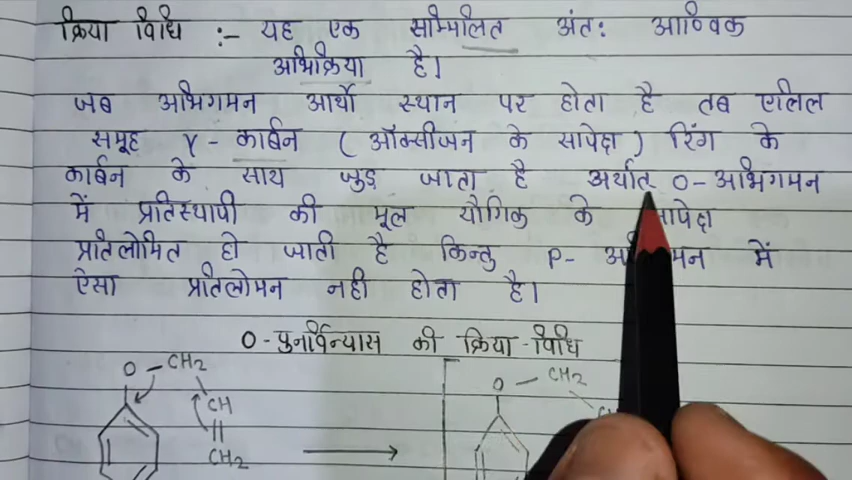 क्रिया विधि :- यह एक सम्मिलित अंत: आण्विक
अभिक्रिया है।
जब अभिगमन आर्थो स्थान पर होता है तब एलिल
समूह γ - कार्बन ( ऑक्सीजन के सापेक्ष ) रिंग के
कार्बन के साथ जुड़ जाता है अर्थात O- अभिगमन
में प्रतिस्थापी की मूल यौगिक के
प्रतिलोमित हो जाती है किन्तु P- में
ऐसा प्रतिलोमन नही होता है।
O-पुनर्विन्यास की क्रिया-विधि
O - CH2
CH
CH2
O - CH2